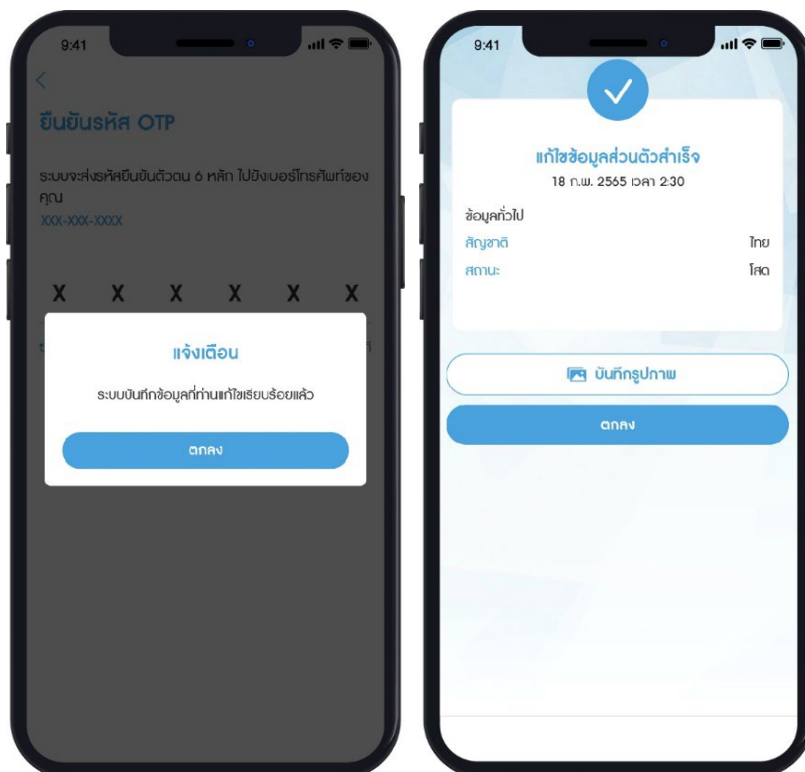 9:41
ยืนยันรหัส OTP
ระบบจะส่งรหัสยืนยันตัวตน 6 หลัก ไปยังเบอร์โทรศัพท์ของ
คุณ
XXX-XXX-XXXX
X X X X X X
แจ้งเตือน
ระบบบันทึกข้อมูลที่ท่านแก้ไขเรียบร้อยแล้ว
ตกลง
9:41
แก้ไขข้อมูลส่วนตัวสำเร็จ
18 ก.พ. 2565 เวลา 2:30
ข้อมูลทั่วไป
สัญชาติ ไทย
สถานะ โสด
บันทึกรูปภาพ
ตกลง